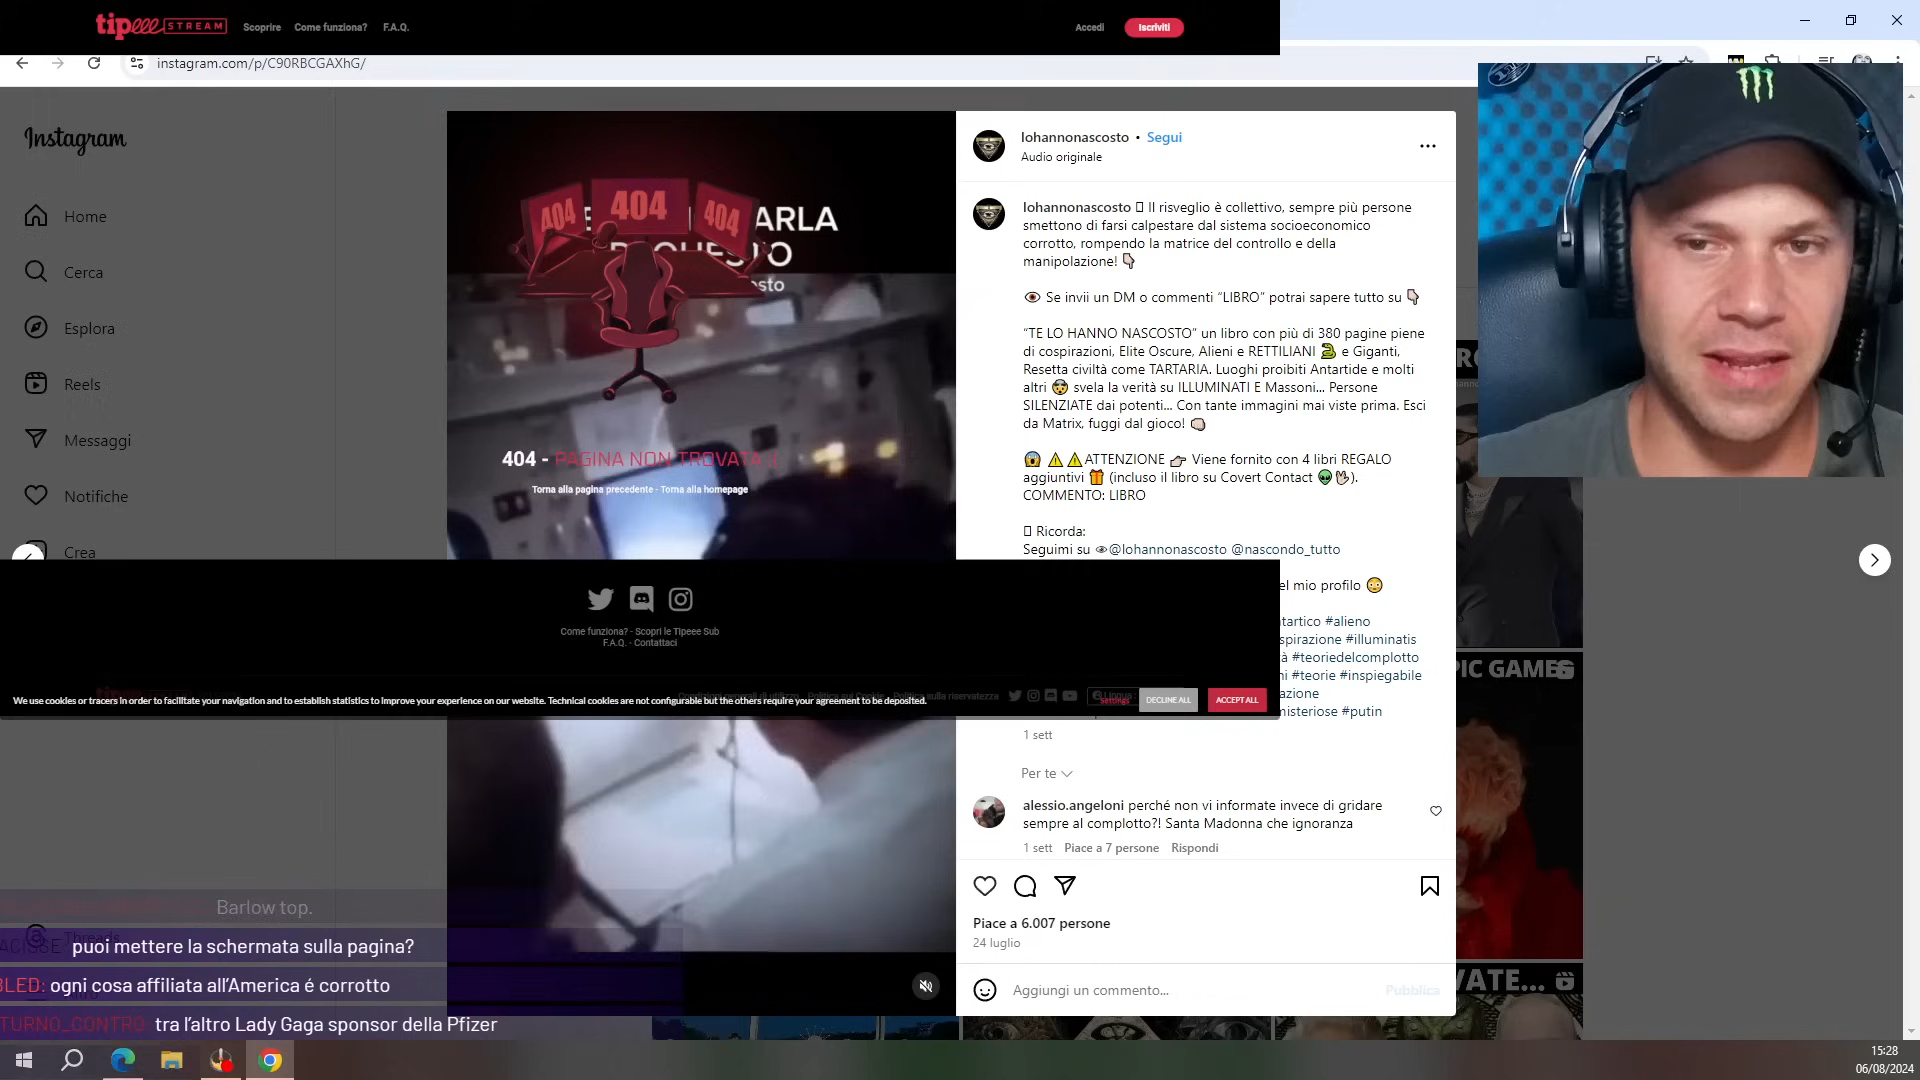 tipeee STREAM
Scoprire Come funziona? F.A.Q.
Accedi
Iscriviti
instagram.com/p/C90RBCGAXhG/
Instagram
Home
Cerca
Esplora
Reels
Messaggi
Notifiche
Crea
404
404
404
ARLA
404 - PAGINA NON TROVATA :(
Torna alla pagina precedente - Torna alla homepage
lohannonascosto • Segui
Audio originale
lohannonascosto Il risveglio è collettivo, sempre più persone
smettono di farsi calpestare dal sistema socioeconomico
corrotto, rompendo la matrice del controllo e della
manipolazione! 👇🏻
👁 Se invii un DM o commenti “LIBRO” potrai sapere tutto su 👇🏻
“TE LO HANNO NASCOSTO” un libro con più di 380 pagine piene
di cospirazioni, Elite Oscure, Alieni e RETTILIANI 🐍 e Giganti,
Resetta civiltà come TARTARIA. Luoghi proibiti Antartide e molti
altri 🤯 svela la verità su ILLUMINATI E Massoni... Persone
SILENZIATE dai potenti... Con tante immagini mai viste prima. Esci
da Matrix, fuggi dal gioco! 👊🏻
😱 ⚠⚠ATTENZIONE 👉🏻 Viene fornito con 4 libri REGALO
aggiuntivi 🎁 (incluso il libro su Covert Contact 👽🖖🏻).
COMMENTO: LIBRO
Ricorda:
Seguimi su 👁@lohannonascosto @nascondo_tutto
el mio profilo 😳
tartico #alieno
spirazione #illuminatis
à #teoriedelcomplotto
ni #teorie #inspiegabile
azione
misteriose #putin
1 sett
Per te
alessio.angeloni perché non vi informate invece di gridare
sempre al complotto?! Santa Madonna che ignoranza
1 sett Piace a 7 persone Rispondi
Piace a 6.007 persone
24 luglio
Aggiungi un commento...
Pubblica
Come funziona? - Scopri le Tipeee Sub
F.A.Q. - Contattaci
We use cookies or tracers in order to facilitate your navigation and to establish statistics to improve your experience on our website. Technical cookies are not configurable but the others require your agreement to be deposited.
Settings
DECLINE ALL
ACCEPT ALL
PIC GAMES
VATE...
Barlow top.
Threads
puoi mettere la schermata sulla pagina?
BLED: ogni cosa affiliata all'America é corrotto
TURNO_CONTRO tra l'altro Lady Gaga sponsor della Pfizer
15:28
06/08/2024